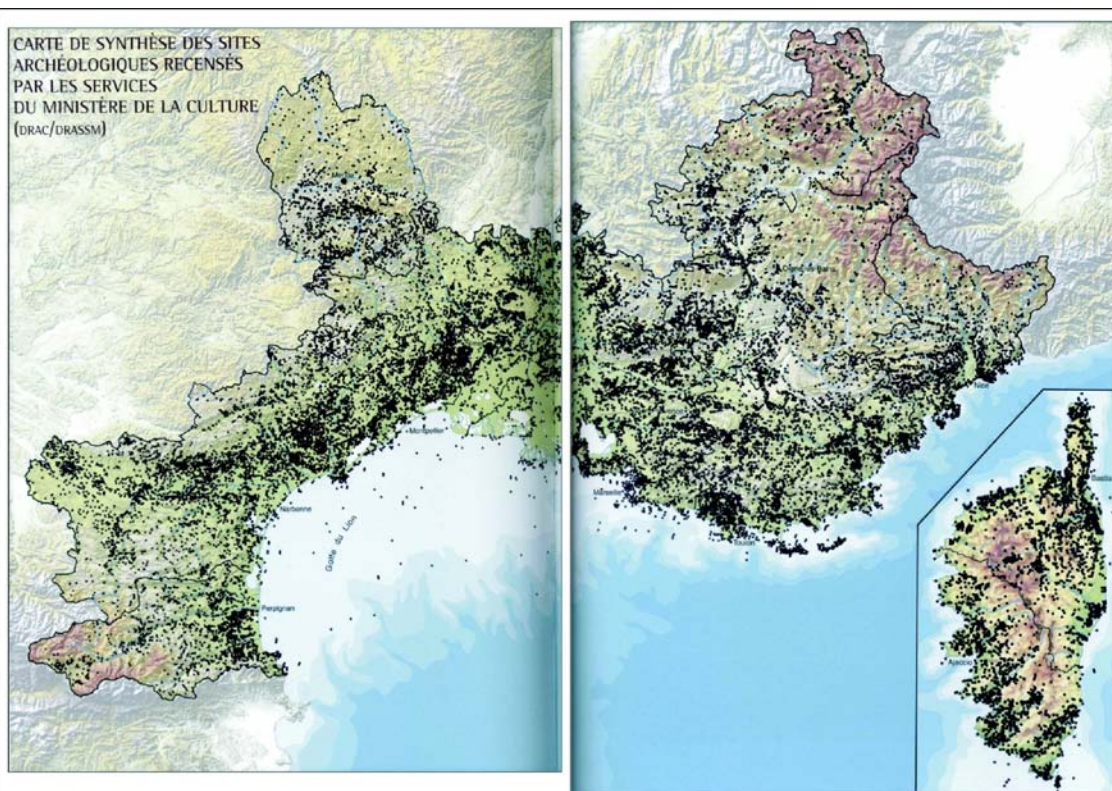 CARTE DE SYNTHÈSE DES SITES
ARCHÉOLOGIQUES RECENSÉS
PAR LES SERVICES
DU MINISTÈRE DE LA CULTURE
(DRAC/DRASSM)
Montpellier
Narbonne
Golfe du Lion
Perpignan
Nice
Marseille
Toulon
Bastia
Ajaccio